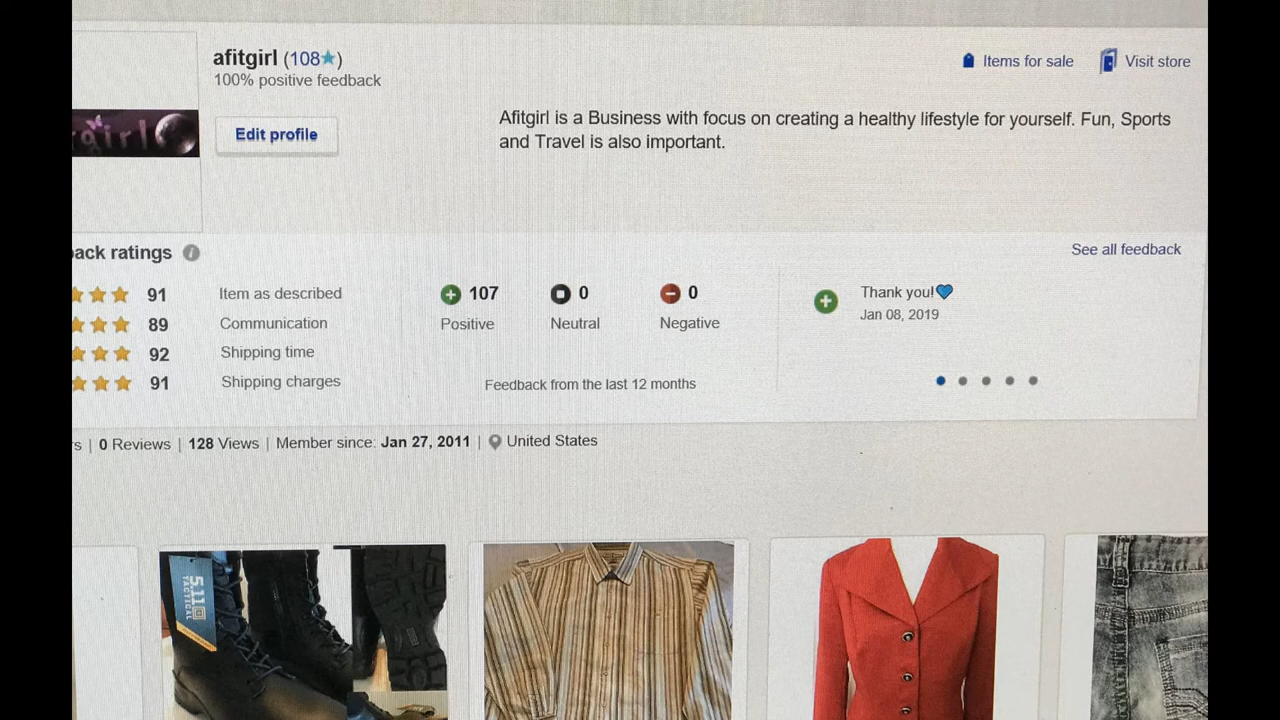 afitgirl (108★)
100% positive feedback
Items for sale
Visit store
Edit profile
Afitgirl is a Business with focus on creating a healthy lifestyle for yourself. Fun, Sports
and Travel is also important.
ack ratings
See all feedback
91 Item as described
89 Communication
92 Shipping time
91 Shipping charges
107 Positive
0 Neutral
0 Negative
Feedback from the last 12 months
Thank you!💙
Jan 08, 2019
s | 0 Reviews | 128 Views | Member since: Jan 27, 2011 | United States
5.11
TACTICAL